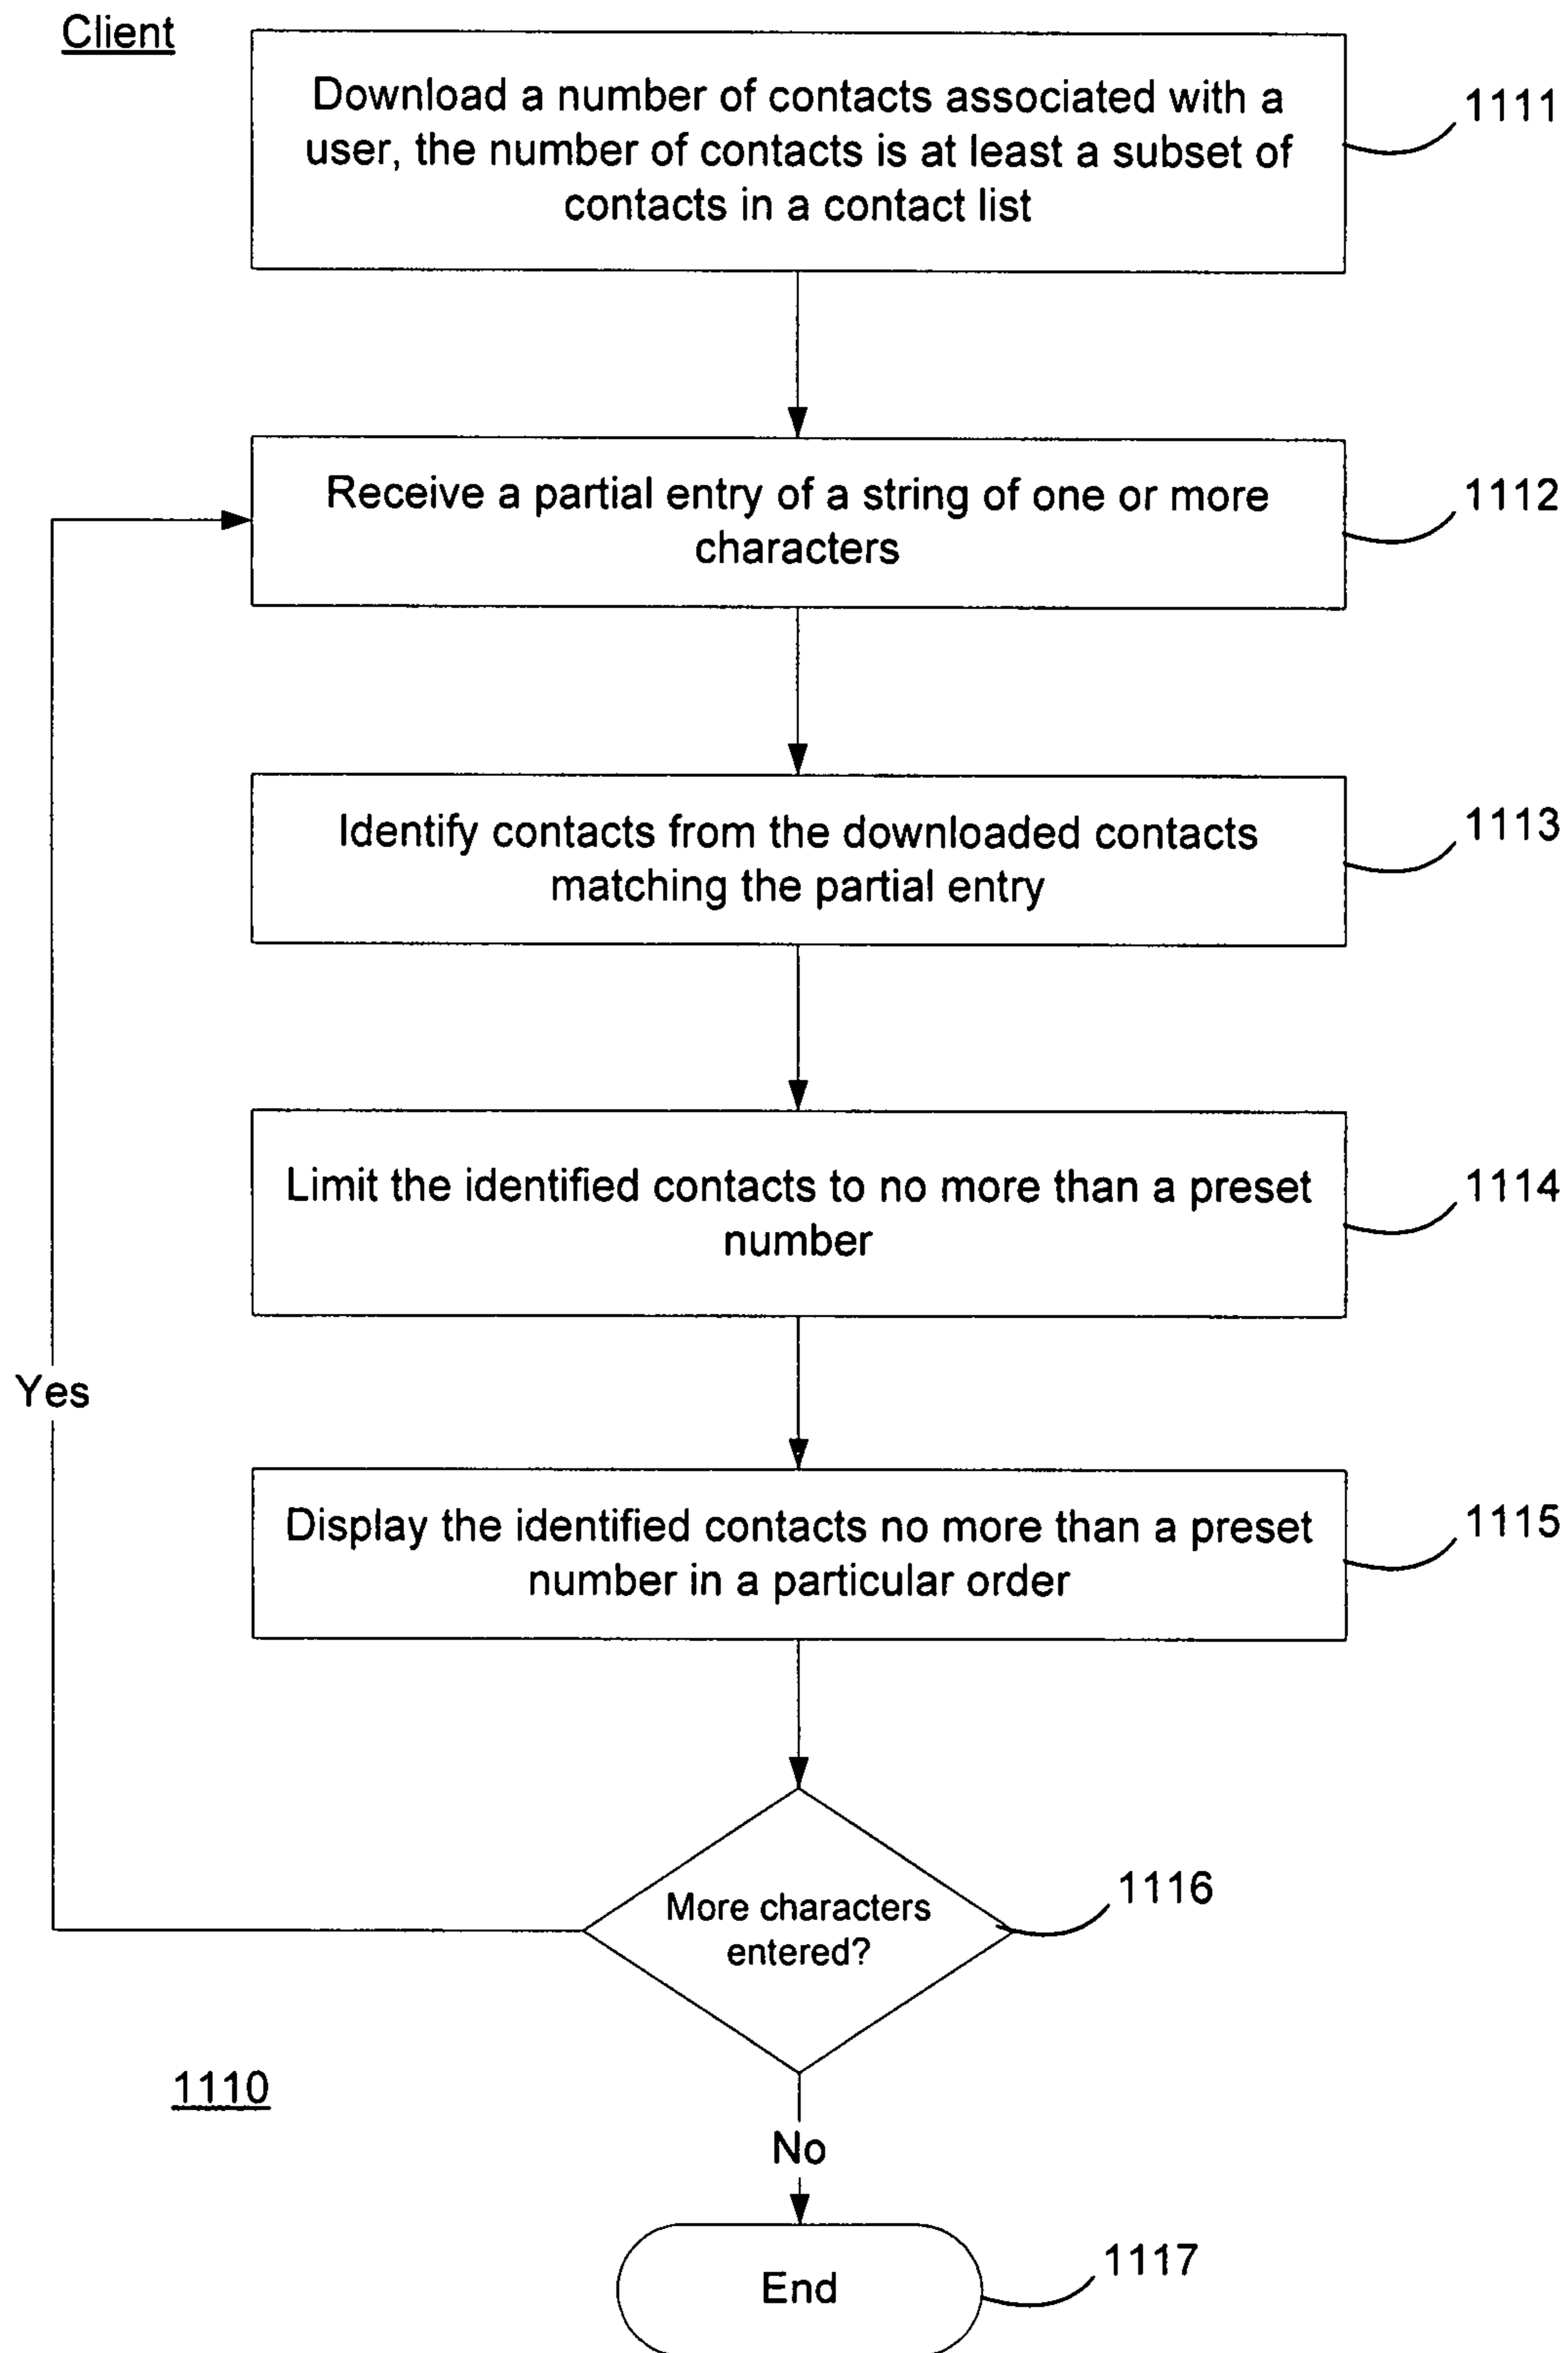 Client
Download a number of contacts associated with a
user, the number of contacts is at least a subset of
contacts in a contact list
1111
Receive a partial entry of a string of one or more
characters
1112
Identify contacts from the downloaded contacts
matching the partial entry
1113
Limit the identified contacts to no more than a preset
number
1114
Yes
Display the identified contacts no more than a preset
number in a particular order
1115
More characters
entered?
1116
1110
No
End
1117